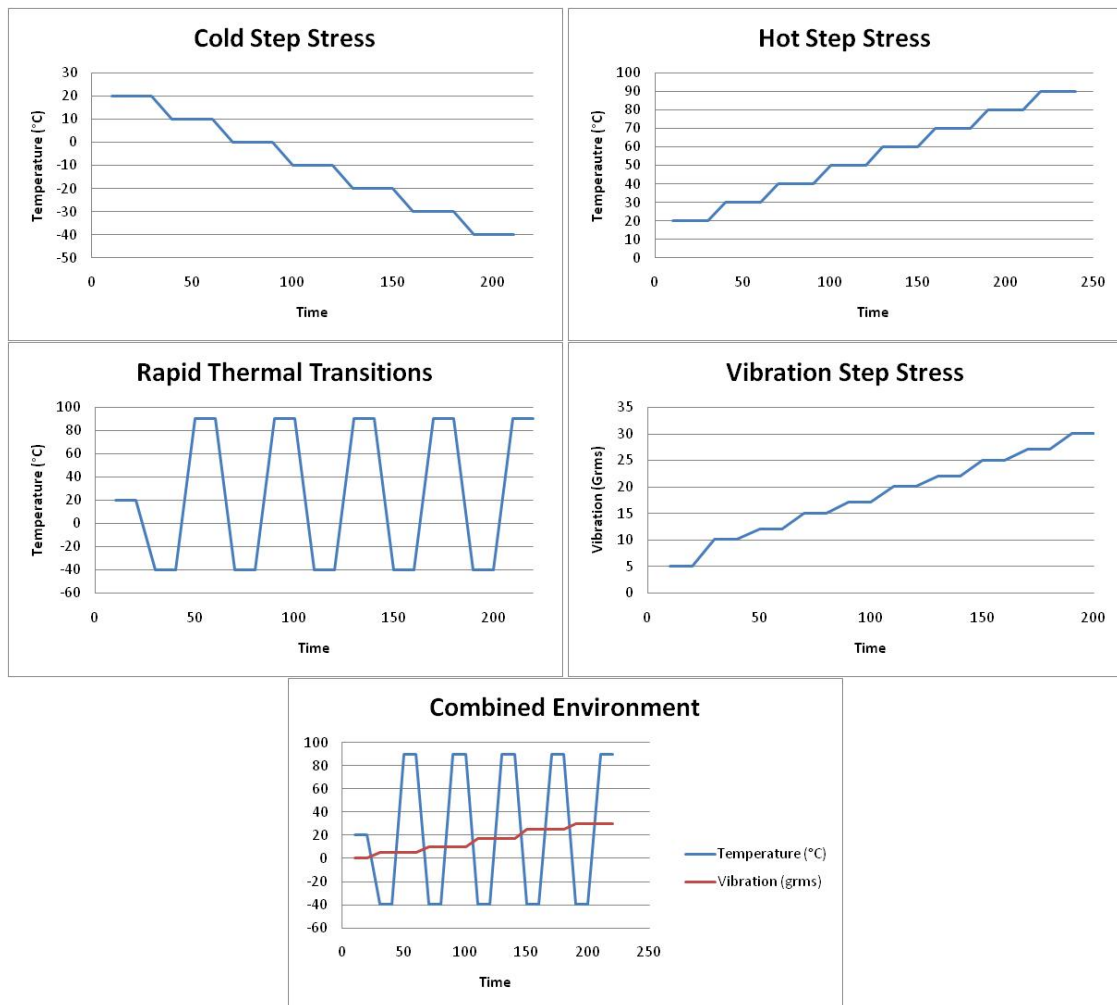 Cold Step Stress
Temperature (°C)
30
20
10
0
-10
-20
-30
-40
-50
0 50 100 150 200
Time
Hot Step Stress
Temperautre (°C)
100
90
80
70
60
50
40
30
20
10
0
0 50 100 150 200 250
Time
Rapid Thermal Transitions
Temperature (°C)
100
80
60
40
20
0
-20
-40
-60
0 50 100 150 200
Time
Vibration Step Stress
Vibration (Grms)
35
30
25
20
15
10
5
0
0 50 100 150 200
Time
Combined Environment
100
80
60
40
20
0
-20
-40
-60
0 50 100 150 200 250
Time
Temperature (°C)
Vibration (grms)